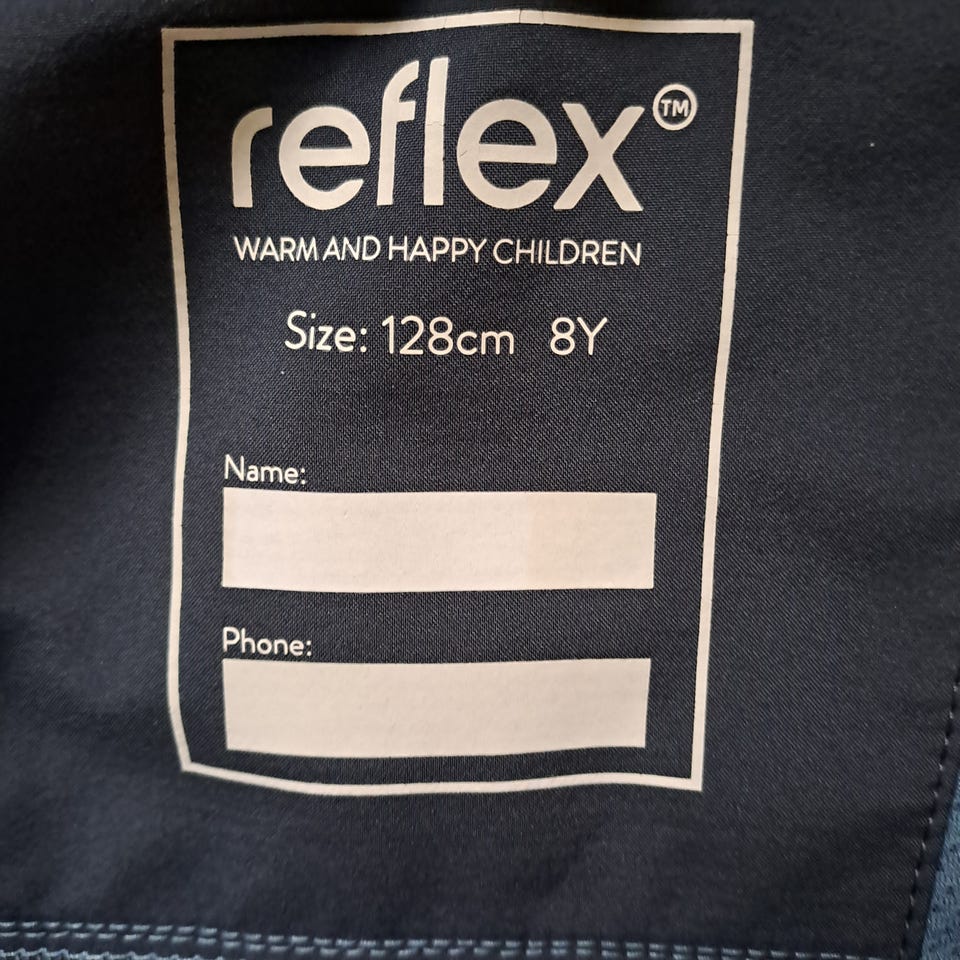 reflex™
WARM AND HAPPY CHILDREN
Size: 128cm 8Y
Name:
Phone: